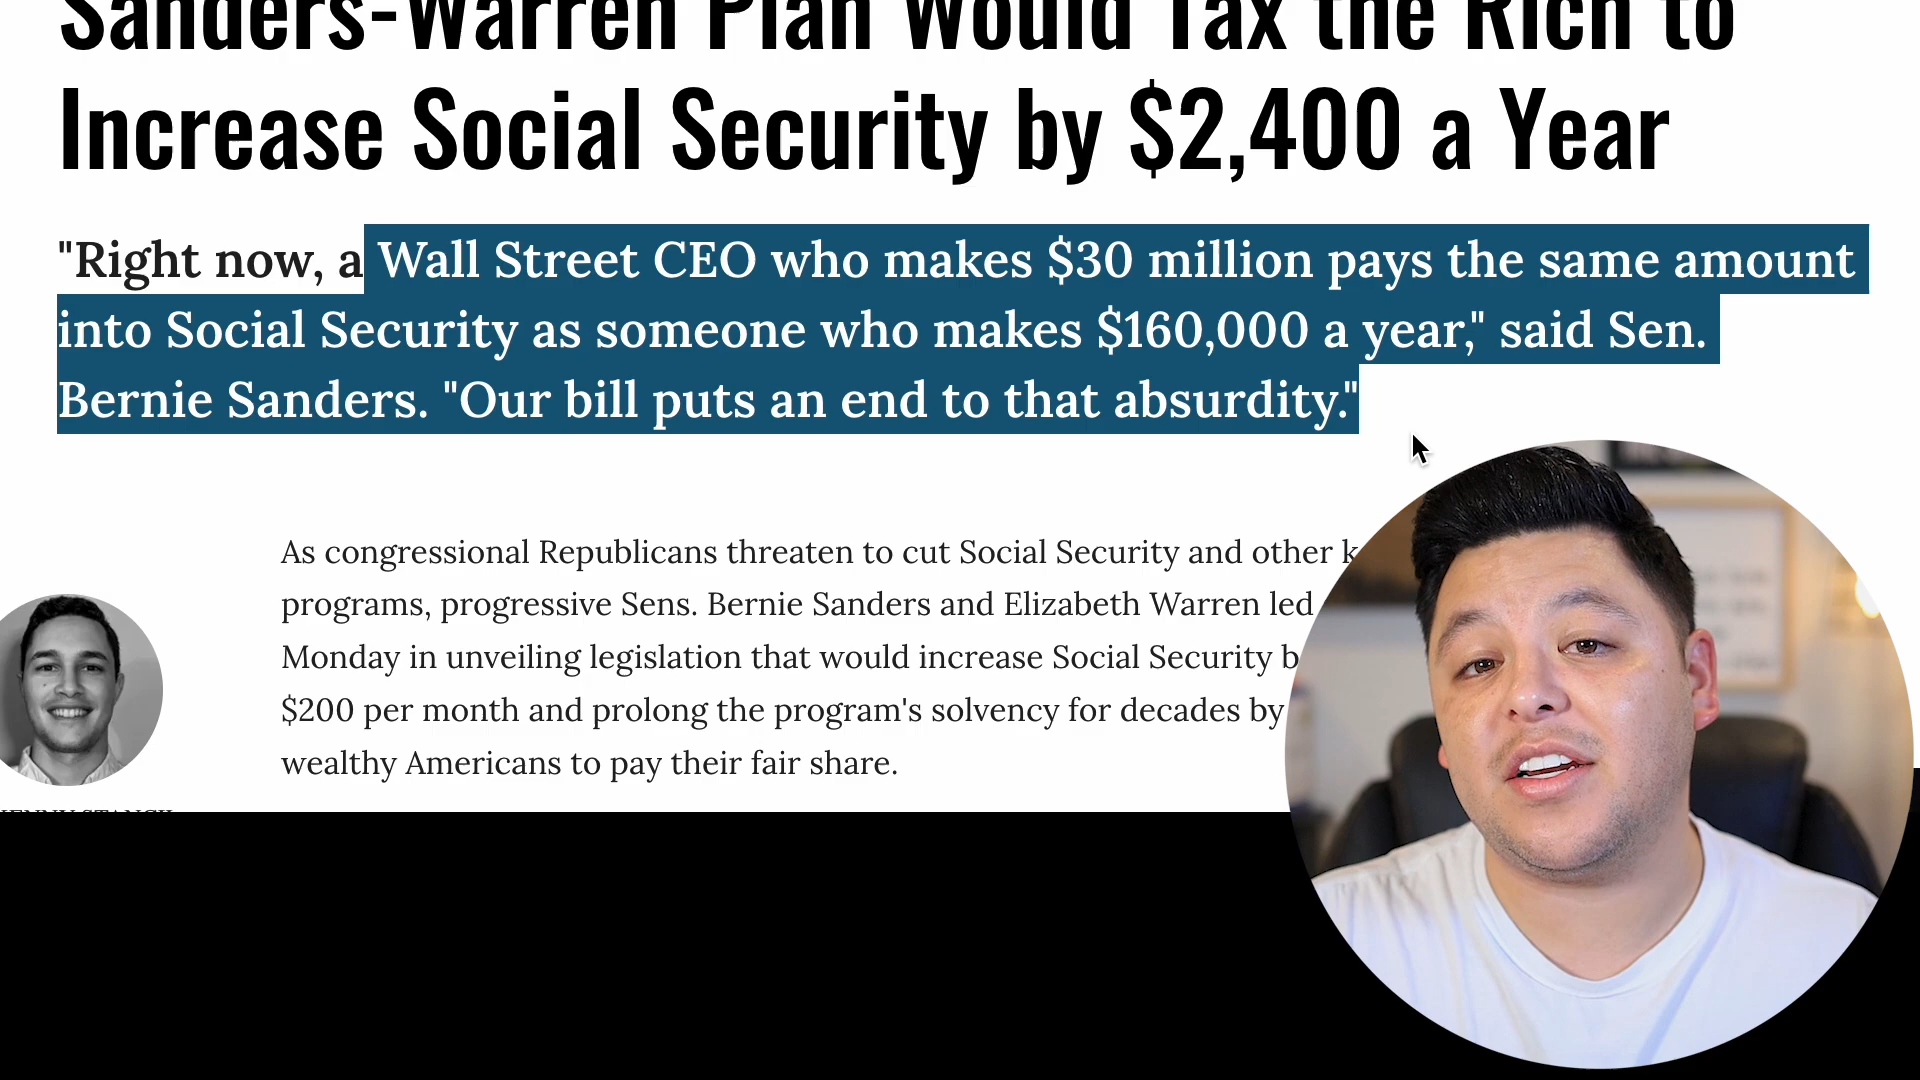 Sanders-Warren Plan Would Tax the Rich to
Increase Social Security by $2,400 a Year
"Right now, a Wall Street CEO who makes $30 million pays the same amount
into Social Security as someone who makes $160,000 a year," said Sen.
Bernie Sanders. "Our bill puts an end to that absurdity."
As congressional Republicans threaten to cut Social Security and other
programs, progressive Sens. Bernie Sanders and Elizabeth Warren led
Monday in unveiling legislation that would increase Social Security
$200 per month and prolong the program's solvency for decades by
wealthy Americans to pay their fair share.